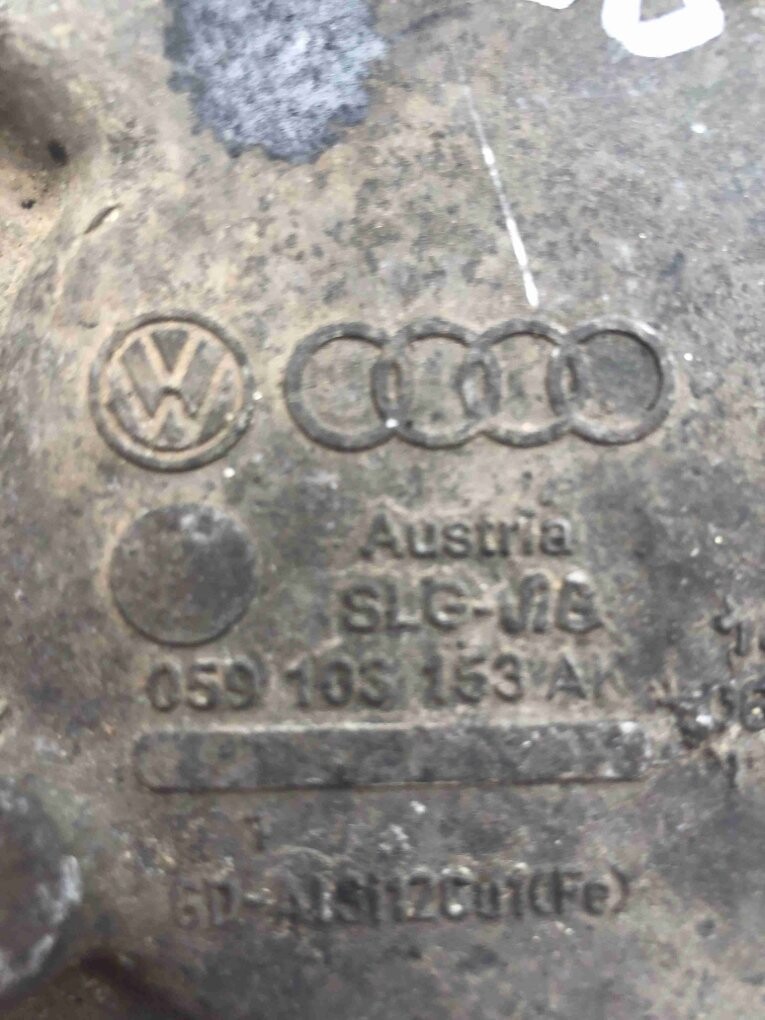 Austria
SLG-
059 103 153 AK
GD-AlSi12Cu1(Fe)